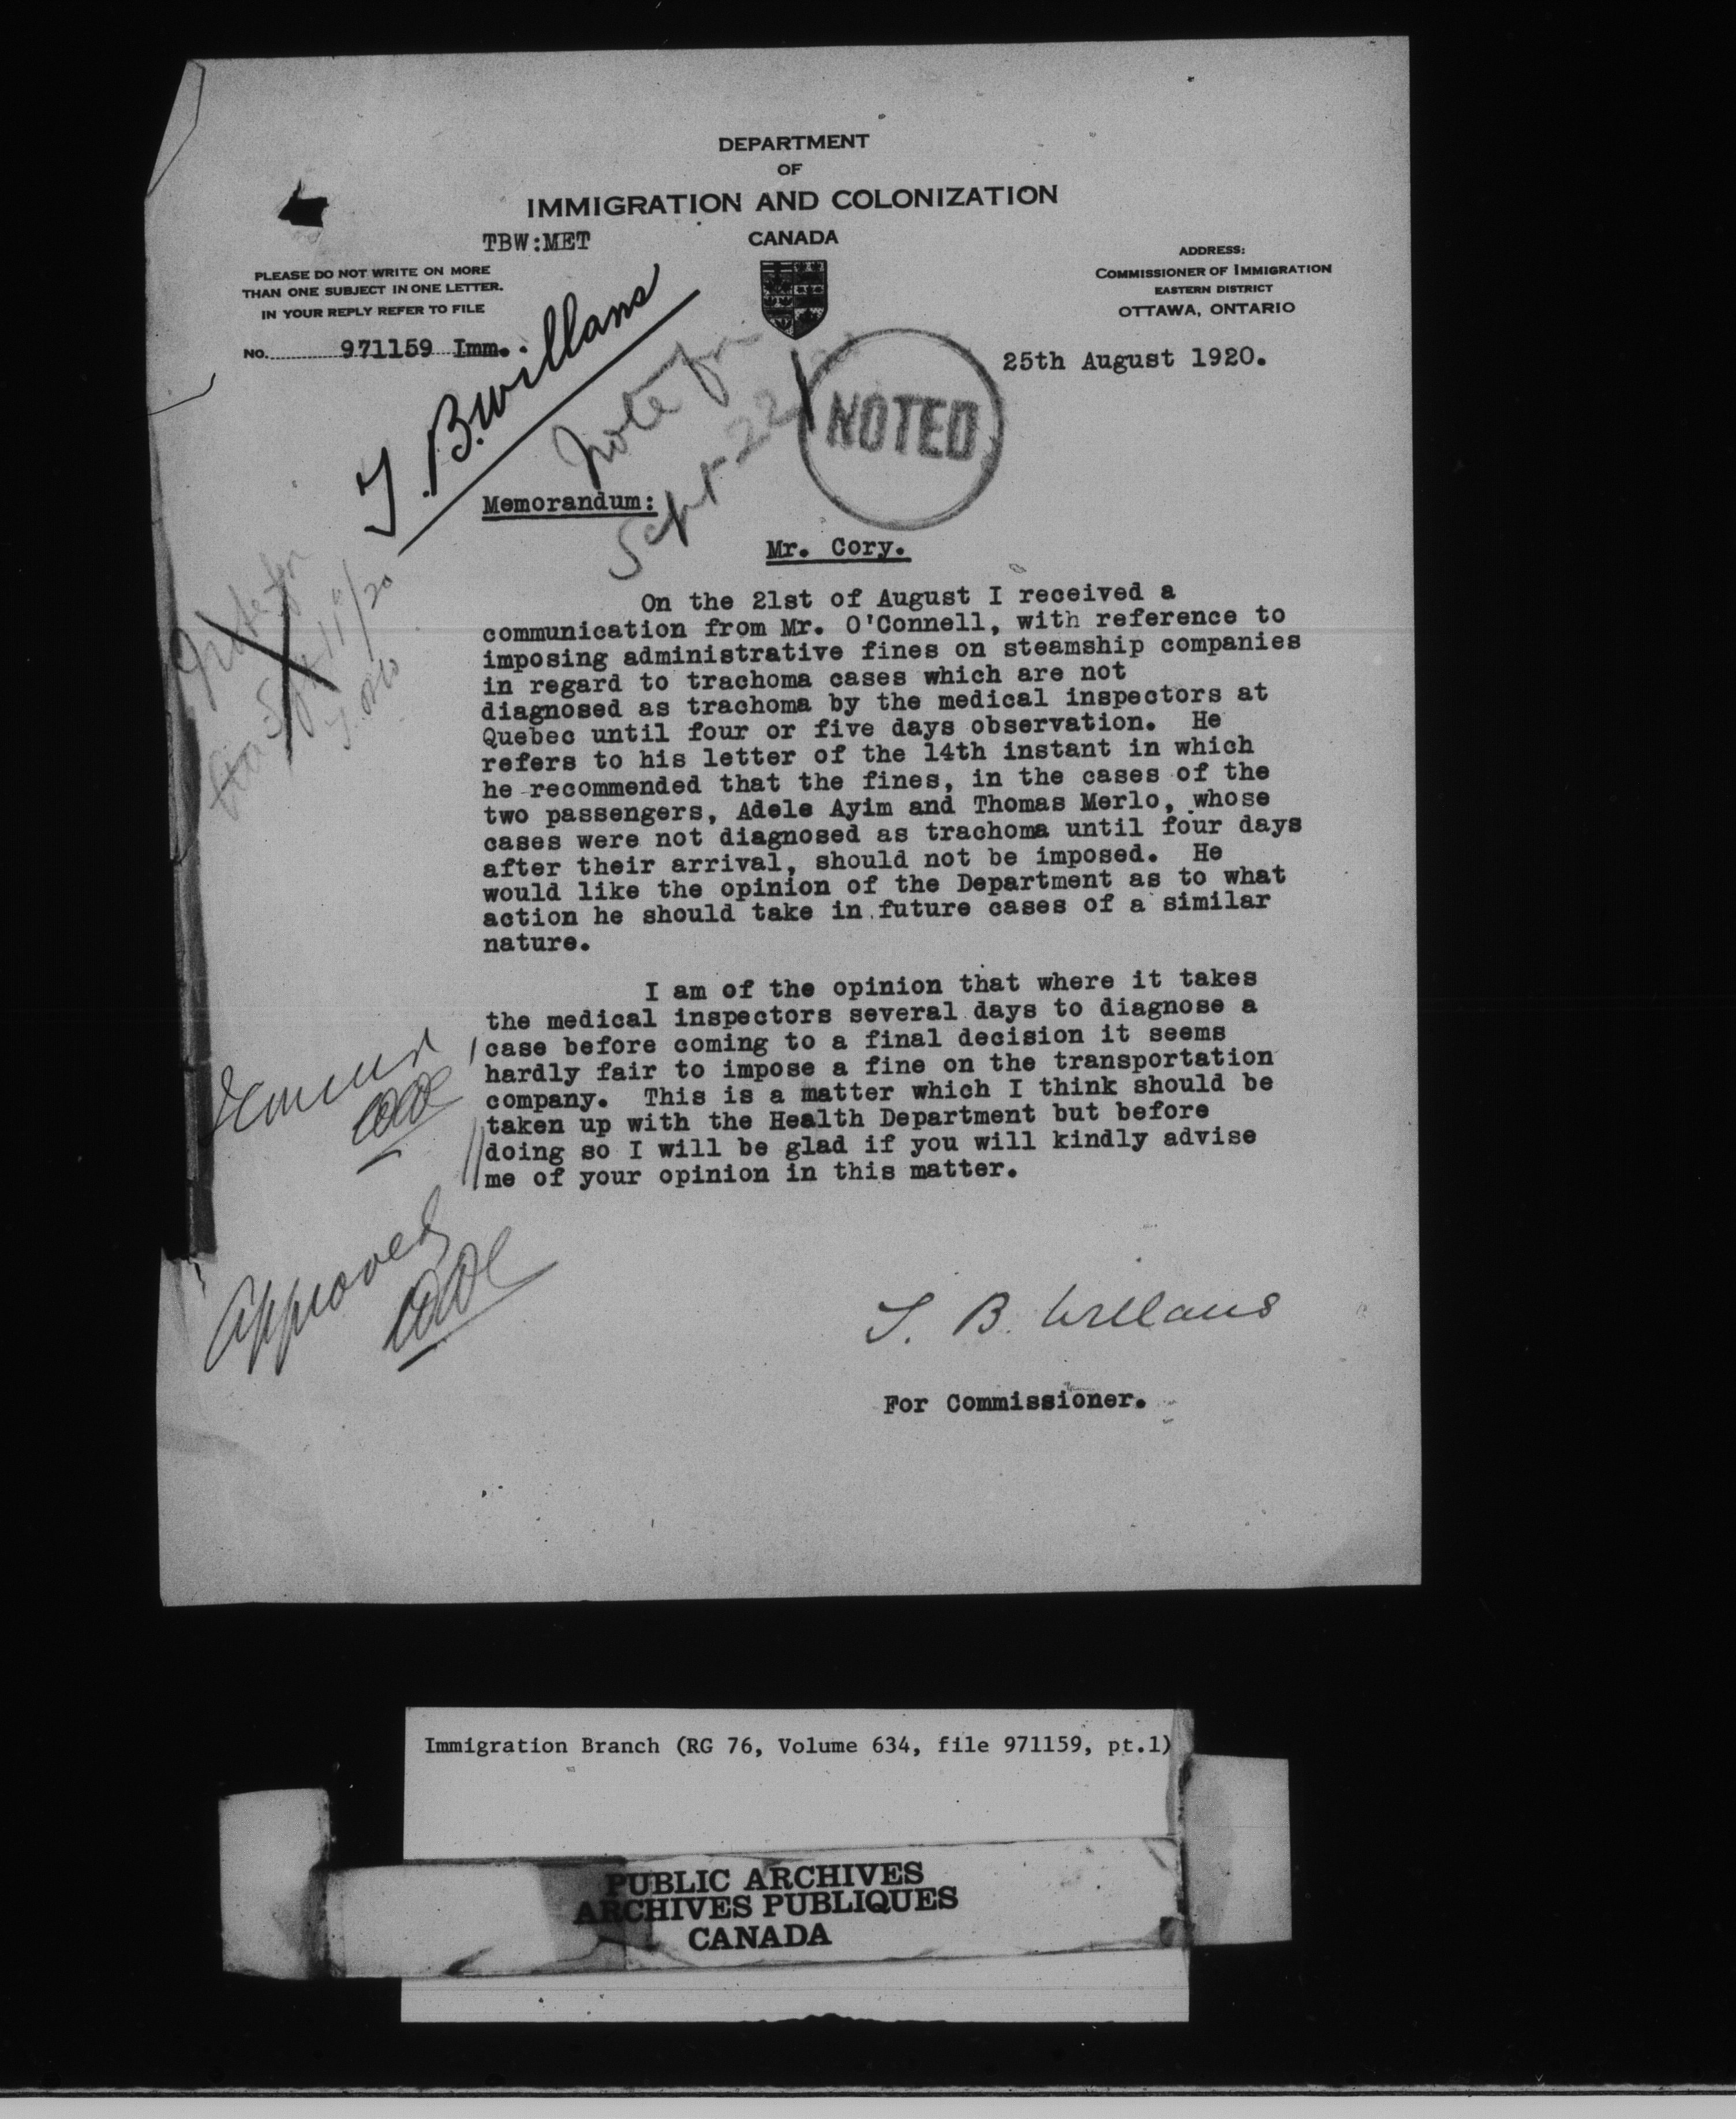 DEPARTMENT
OF
IMMIGRATION AND COLONIZATION
CANADA
TBW:MET
PLEASE DO NOT WRITE ON MORE
THAN ONE SUBJECT IN ONE LETTER.
IN YOUR REPLY REFER TO FILE
NO. 971159 Imm.
ADDRESS:
COMMISSIONER OF IMMIGRATION
EASTERN DISTRICT
OTTAWA, ONTARIO
25th August 1920.
T. B. Willans
Note for
Sept 22
NOTED
Memorandum:
Mr. Cory.
On the 21st of August I received a
communication from Mr. O'Connell, with reference to
imposing administrative fines on steamship companies
in regard to trachoma cases which are not
diagnosed as trachoma by the medical inspectors at
Quebec until four or five days observation. He
refers to his letter of the 14th instant in which
he recommended that the fines, in the cases of the
two passengers, Adele Ayim and Thomas Merlo, whose
cases were not diagnosed as trachoma until four days
after their arrival, should not be imposed. He
would like the opinion of the Department as to what
action he should take in future cases of a similar
nature.
I am of the opinion that where it takes
the medical inspectors several days to diagnose a
case before coming to a final decision it seems
hardly fair to impose a fine on the transportation
company. This is a matter which I think should be
taken up with the Health Department but before
doing so I will be glad if you will kindly advise
me of your opinion in this matter.
Approved
T. B. Willans
For Commissioner.
Immigration Branch (RG 76, Volume 634, file 971159, pt.1)
PUBLIC ARCHIVES
ARCHIVES PUBLIQUES
CANADA